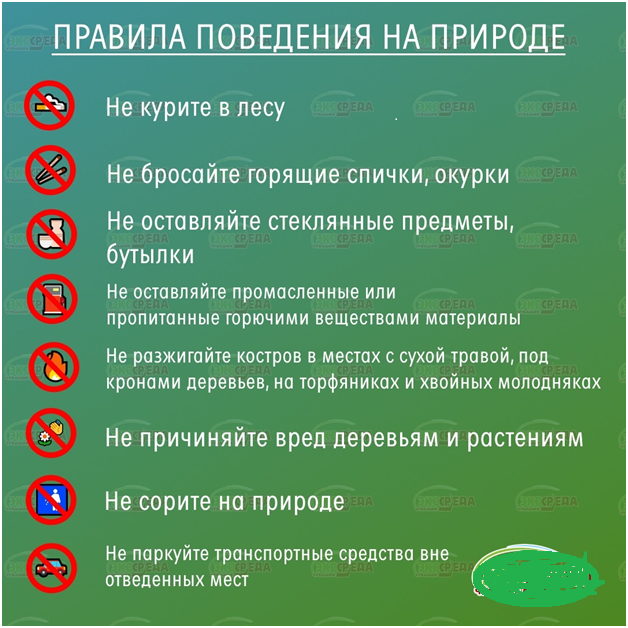 ПРАВИЛА ПОВЕДЕНИЯ НА ПРИРОДЕ
Не курите в лесу
Не бросайте горящие спички, окурки
Не оставляйте стеклянные предметы,
бутылки
Не оставляйте промасленные или
пропитанные горючими веществами материалы
Не разжигайте костров в местах с сухой травой, под
кронами деревьев, на торфяниках и хвойных молодняках
Не причиняйте вред деревьям и растениям
Не сорите на природе
Не паркуйте транспортные средства вне
отведенных мест